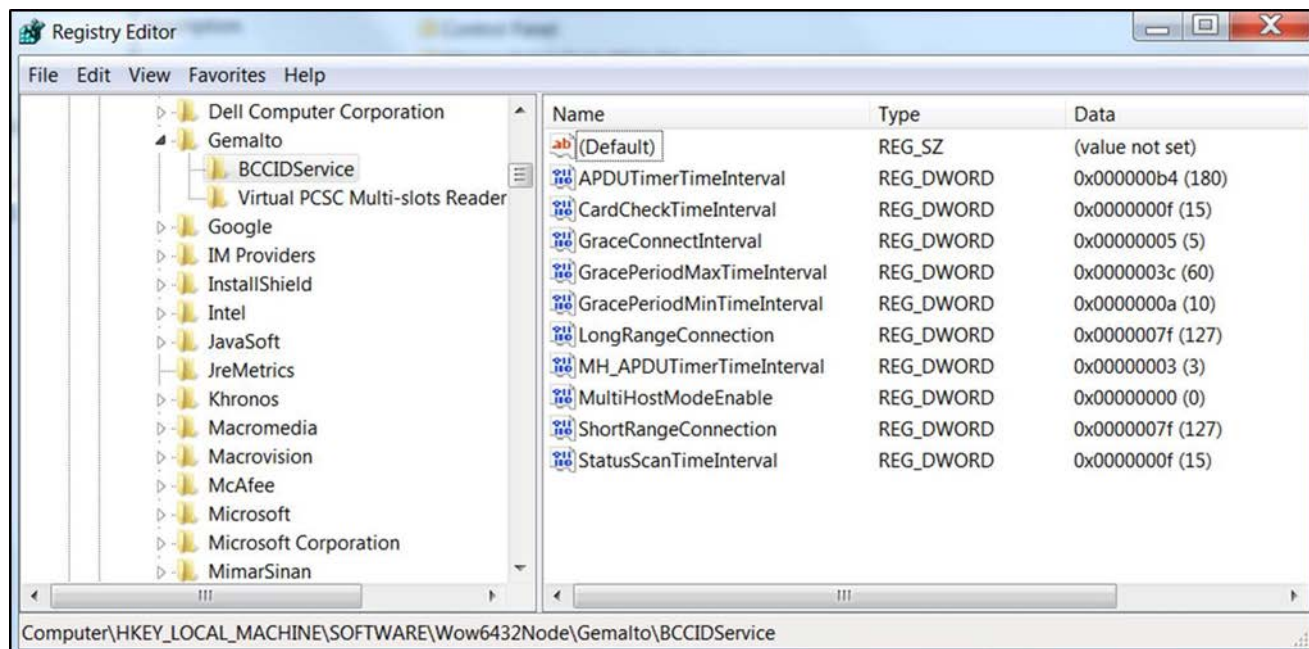 Registry Editor
File Edit View Favorites Help
Dell Computer Corporation
Gemalto
BCCIDService
Virtual PCSC Multi-slots Reader
Google
IM Providers
InstallShield
Intel
JavaSoft
JreMetrics
Khronos
Macromedia
Macrovision
McAfee
Microsoft
Microsoft Corporation
MimarSinan
Name Type Data
(Default) REG_SZ (value not set)
APDUTimerTimeInterval REG_DWORD 0x000000b4 (180)
CardCheckTimeInterval REG_DWORD 0x0000000f (15)
GraceConnectInterval REG_DWORD 0x00000005 (5)
GracePeriodMaxTimeInterval REG_DWORD 0x0000003c (60)
GracePeriodMinTimeInterval REG_DWORD 0x0000000a (10)
LongRangeConnection REG_DWORD 0x0000007f (127)
MH_APDUTimerTimeInterval REG_DWORD 0x00000003 (3)
MultiHostModeEnable REG_DWORD 0x00000000 (0)
ShortRangeConnection REG_DWORD 0x0000007f (127)
StatusScanTimeInterval REG_DWORD 0x0000000f (15)
Computer\HKEY_LOCAL_MACHINE\SOFTWARE\Wow6432Node\Gemalto\BCCIDService